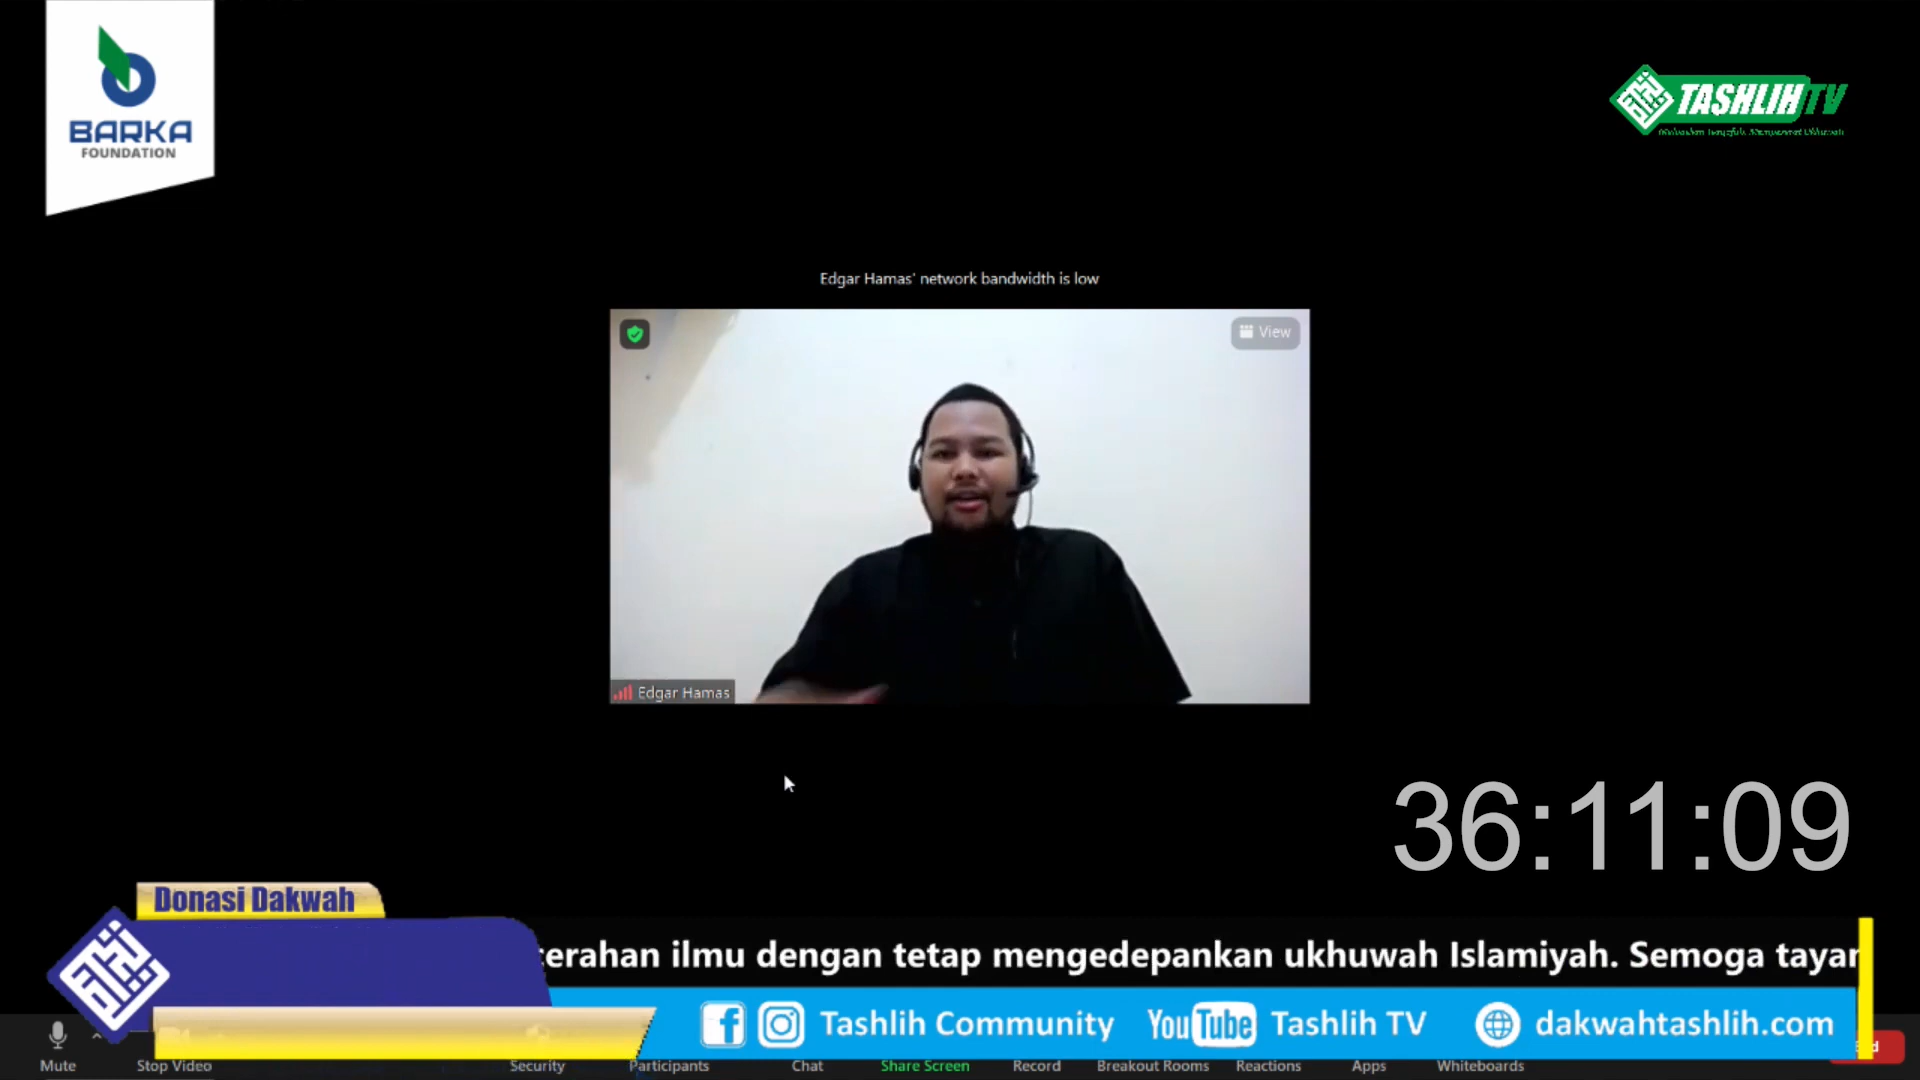 BARKA
FOUNDATION
TASHLIH TV
Edgar Hamas' network bandwidth is low
View
Edgar Hamas
36:11:09
Donasi Dakwah
cerahan ilmu dengan tetap mengedepankan ukhuwah Islamiyah. Semoga tayan
Tashlih Community
YouTube Tashlih TV
dakwahtashlih.com
Mute
Stop Video
Security
Participants
Chat
Share Screen
Record
Breakout Rooms
Reactions
Apps
Whiteboards